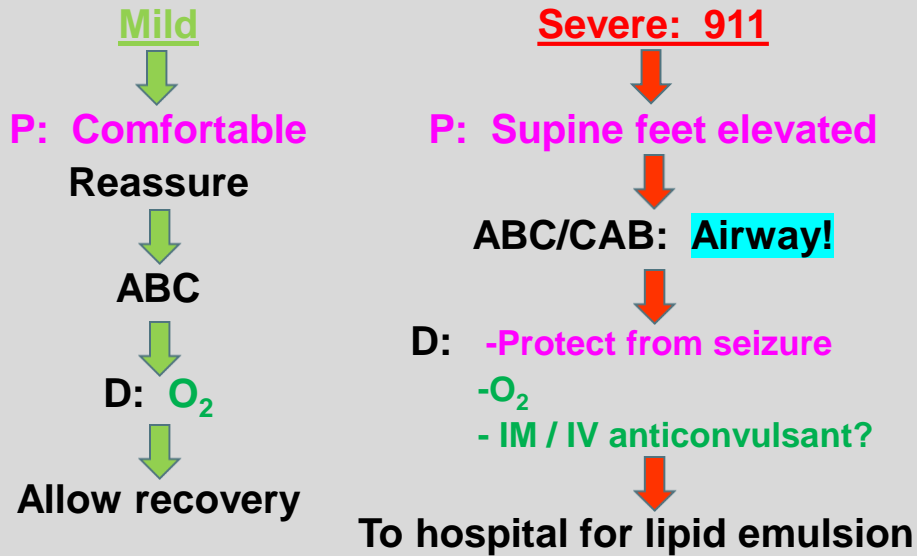 Mild
P: Comfortable
Reassure
ABC
D: O₂
Allow recovery
Severe: 911
P: Supine feet elevated
ABC/CAB: Airway!
D: -Protect from seizure
-O₂
- IM / IV anticonvulsant?
To hospital for lipid emulsion